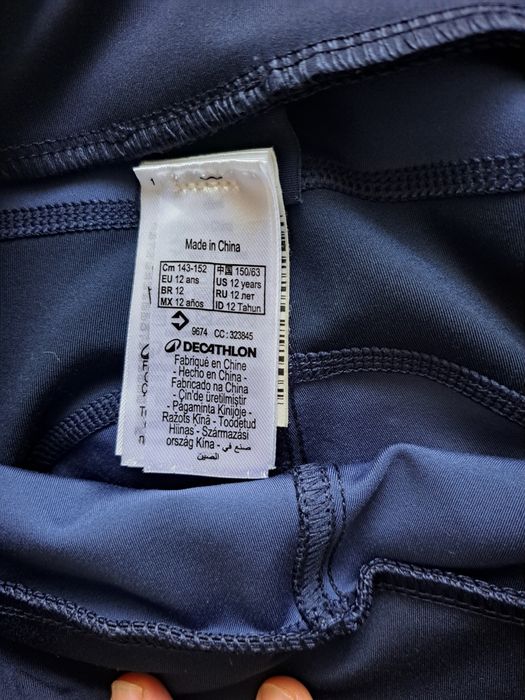 1
Made in China
Cm 143-152 中国 150/63
EU 12 ans US 12 years
BR 12 RU 12 лет
MX 12 años ID 12 Tahun
9674 CC: 323845
DECATHLON
Fabriqué en Chine
- Hecho en China -
Fabricado na China
- Çin'de üretilmiştir
- Pagaminta Kinijoje -
Ražots Ķīnā - Toodetud
Hiinas - Származási
ország Kína - صنع في
الصين